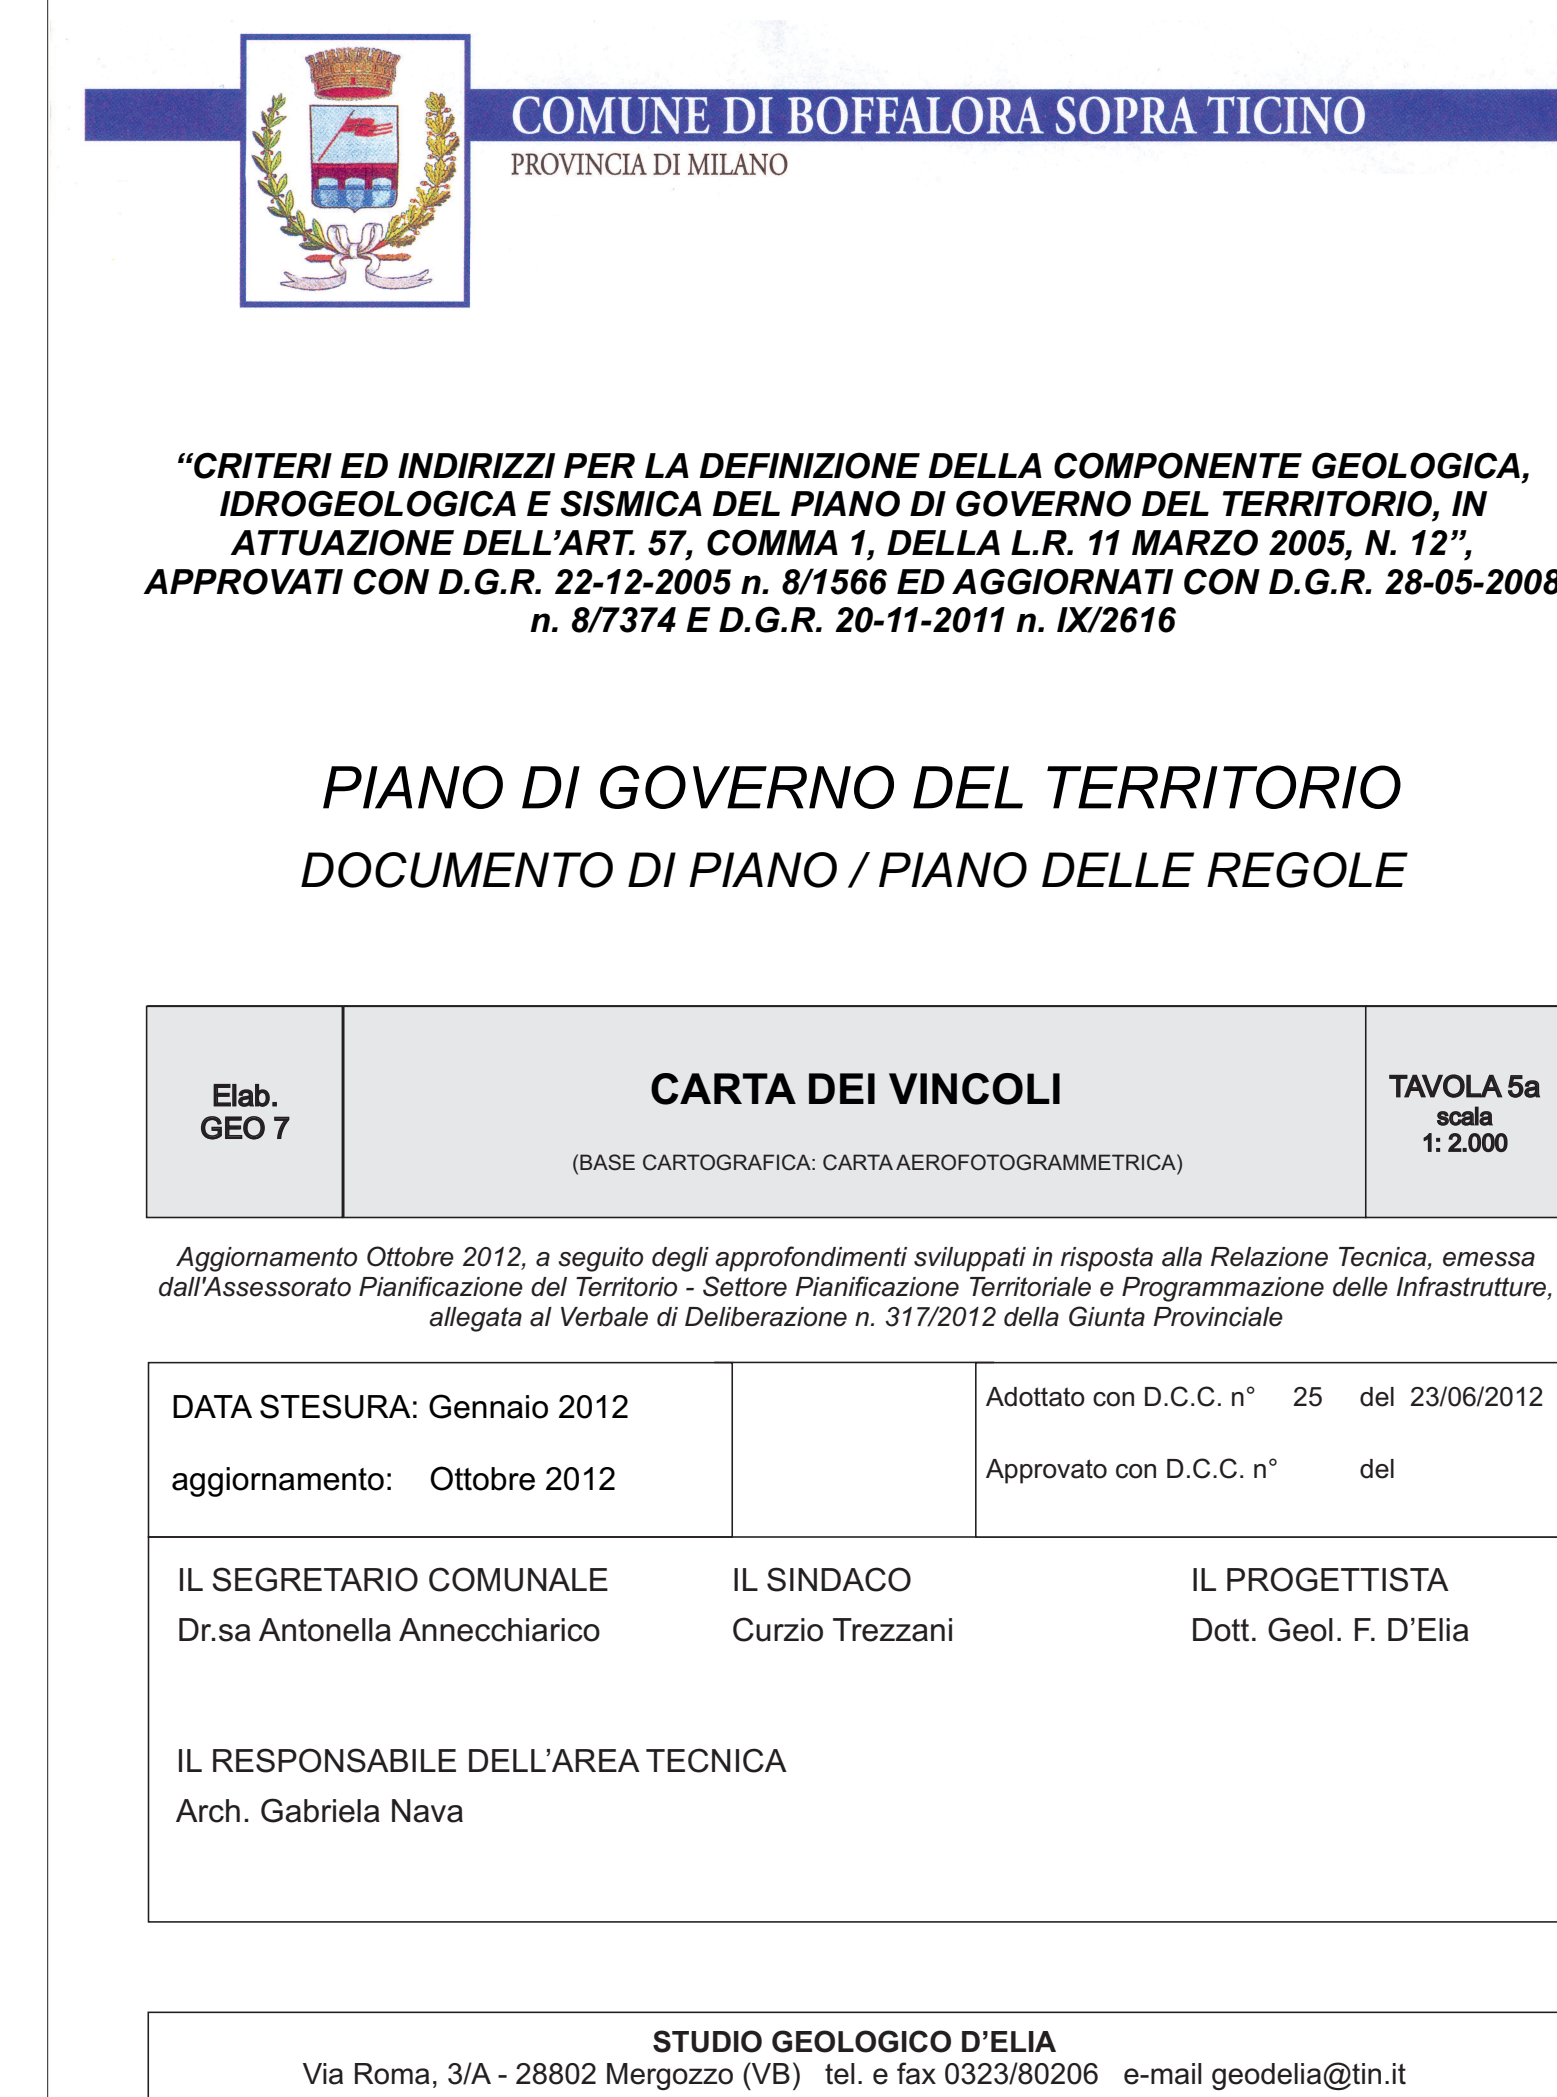 COMUNE DI BOFFALORA SOPRA TICINO
PROVINCIA DI MILANO
“CRITERI ED INDIRIZZI PER LA DEFINIZIONE DELLA COMPONENTE GEOLOGICA,
IDROGEOLOGICA E SISMICA DEL PIANO DI GOVERNO DEL TERRITORIO, IN
ATTUAZIONE DELL’ART. 57, COMMA 1, DELLA L.R. 11 MARZO 2005, N. 12”,
APPROVATI CON D.G.R. 22-12-2005 n. 8/1566 ED AGGIORNATI CON D.G.R. 28-05-2008
n. 8/7374 E D.G.R. 20-11-2011 n. IX/2616
PIANO DI GOVERNO DEL TERRITORIO
DOCUMENTO DI PIANO / PIANO DELLE REGOLE
Elab.
GEO 7
CARTA DEI VINCOLI
(BASE CARTOGRAFICA: CARTA AEROFOTOGRAMMETRICA)
TAVOLA 5a
scala
1: 2.000
Aggiornamento Ottobre 2012, a seguito degli approfondimenti sviluppati in risposta alla Relazione Tecnica, emessa
dall'Assessorato Pianificazione del Territorio - Settore Pianificazione Territoriale e Programmazione delle Infrastrutture,
allegata al Verbale di Deliberazione n. 317/2012 della Giunta Provinciale
DATA STESURA: Gennaio 2012
aggiornamento: Ottobre 2012
Adottato con D.C.C. n° 25 del 23/06/2012
Approvato con D.C.C. n° del
IL SEGRETARIO COMUNALE
Dr.sa Antonella Annecchiarico
IL SINDACO
Curzio Trezzani
IL PROGETTISTA
Dott. Geol. F. D’Elia
IL RESPONSABILE DELL’AREA TECNICA
Arch. Gabriela Nava
STUDIO GEOLOGICO D’ELIA
Via Roma, 3/A - 28802 Mergozzo (VB) tel. e fax 0323/80206 e-mail geodelia@tin.it